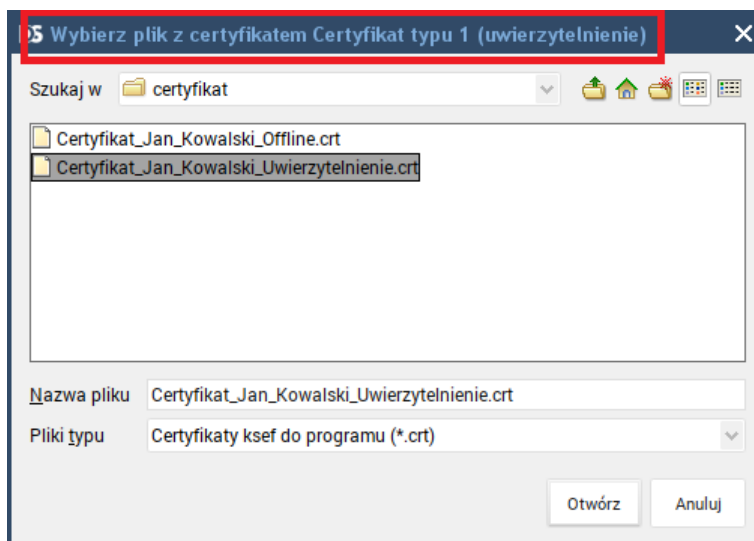 DS Wybierz plik z certyfikatem Certyfikat typu 1 (uwierzytelnienie)
Szukaj w certyfikat
Certyfikat_Jan_Kowalski_Offline.crt
Certyfikat_Jan_Kowalski_Uwierzytelnienie.crt
Nazwa pliku Certyfikat_Jan_Kowalski_Uwierzytelnienie.crt
Pliki typu Certyfikaty ksef do programu (*.crt)
Otwórz Anuluj